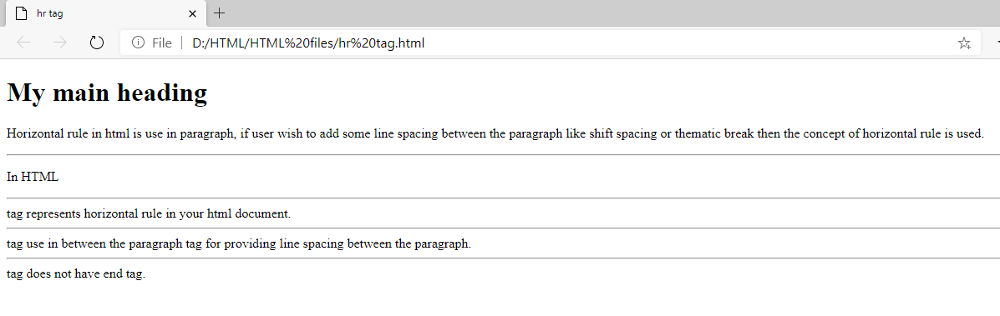 hr tag
File
D:/HTML/HTML%20files/hr%20tag.html
My main heading
Horizontal rule in html is use in paragraph, if user wish to add some line spacing between the paragraph like shift spacing or thematic break then the concept of horizontal rule is used.
In HTML
tag represents horizontal rule in your html document.
tag use in between the paragraph tag for providing line spacing between the paragraph.
tag does not have end tag.